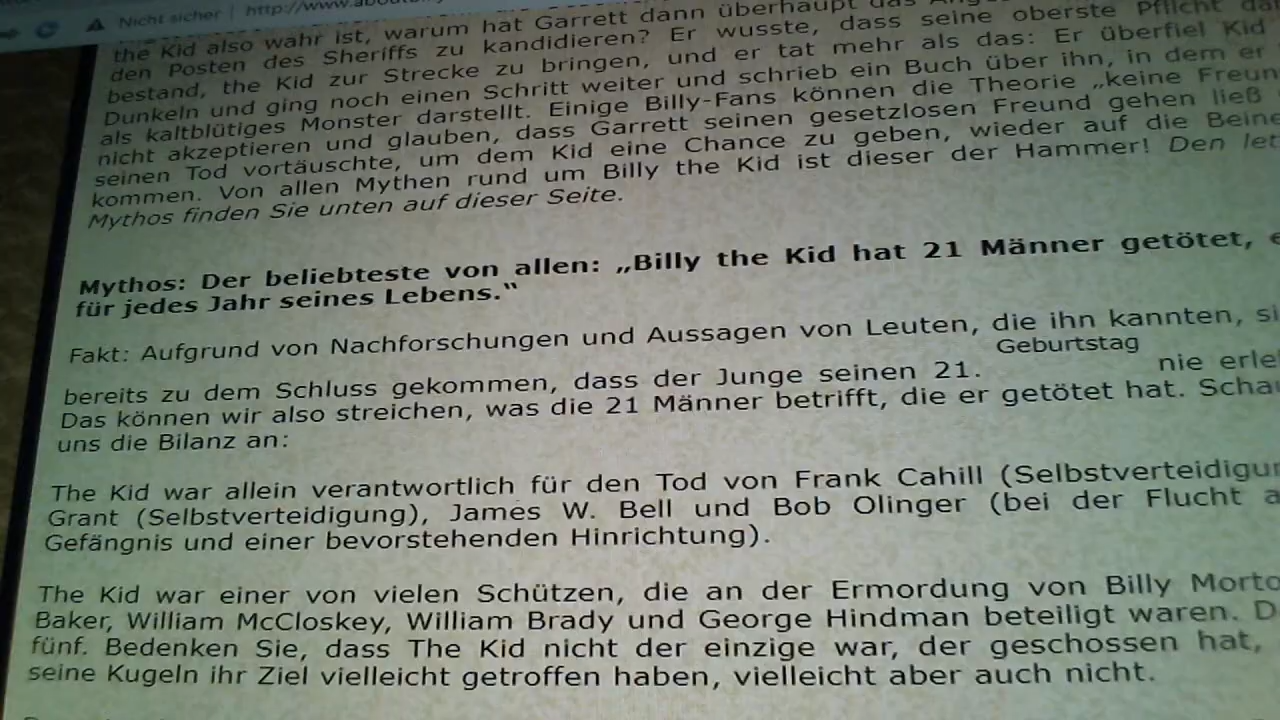 Nicht sicher | http://www.
the Kid also wahr ist, warum hat Garrett dann überhaupt das
den Posten des Sheriffs zu kandidieren? Er wusste, dass seine oberste Pflicht
bestand, the Kid zur Strecke zu bringen, und er tat mehr als das: Er überfiel Kid
Dunkeln und ging noch einen Schritt weiter und schrieb ein Buch über ihn, in dem er
als kaltblütiges Monster darstellt. Einige Billy-Fans können die Theorie „keine Freun
nicht akzeptieren und glauben, dass Garrett seinen gesetzlosen Freund gehen ließ
seinen Tod vortäuschte, um dem Kid eine Chance zu geben, wieder auf die Beine
kommen. Von allen Mythen rund um Billy the Kid ist dieser der Hammer! Den let
Mythos finden Sie unten auf dieser Seite.
Mythos: Der beliebteste von allen: „Billy the Kid hat 21 Männer getötet, e
für jedes Jahr seines Lebens.“
Fakt: Aufgrund von Nachforschungen und Aussagen von Leuten, die ihn kannten, si
bereits zu dem Schluss gekommen, dass der Junge seinen 21. Geburtstag nie erle
Das können wir also streichen, was die 21 Männer betrifft, die er getötet hat. Scha
uns die Bilanz an:
The Kid war allein verantwortlich für den Tod von Frank Cahill (Selbstverteidigu
Grant (Selbstverteidigung), James W. Bell und Bob Olinger (bei der Flucht a
Gefängnis und einer bevorstehenden Hinrichtung).
The Kid war einer von vielen Schützen, die an der Ermordung von Billy Morto
Baker, William McCloskey, William Brady und George Hindman beteiligt waren. D
fünf. Bedenken Sie, dass The Kid nicht der einzige war, der geschossen hat,
seine Kugeln ihr Ziel vielleicht getroffen haben, vielleicht aber auch nicht.